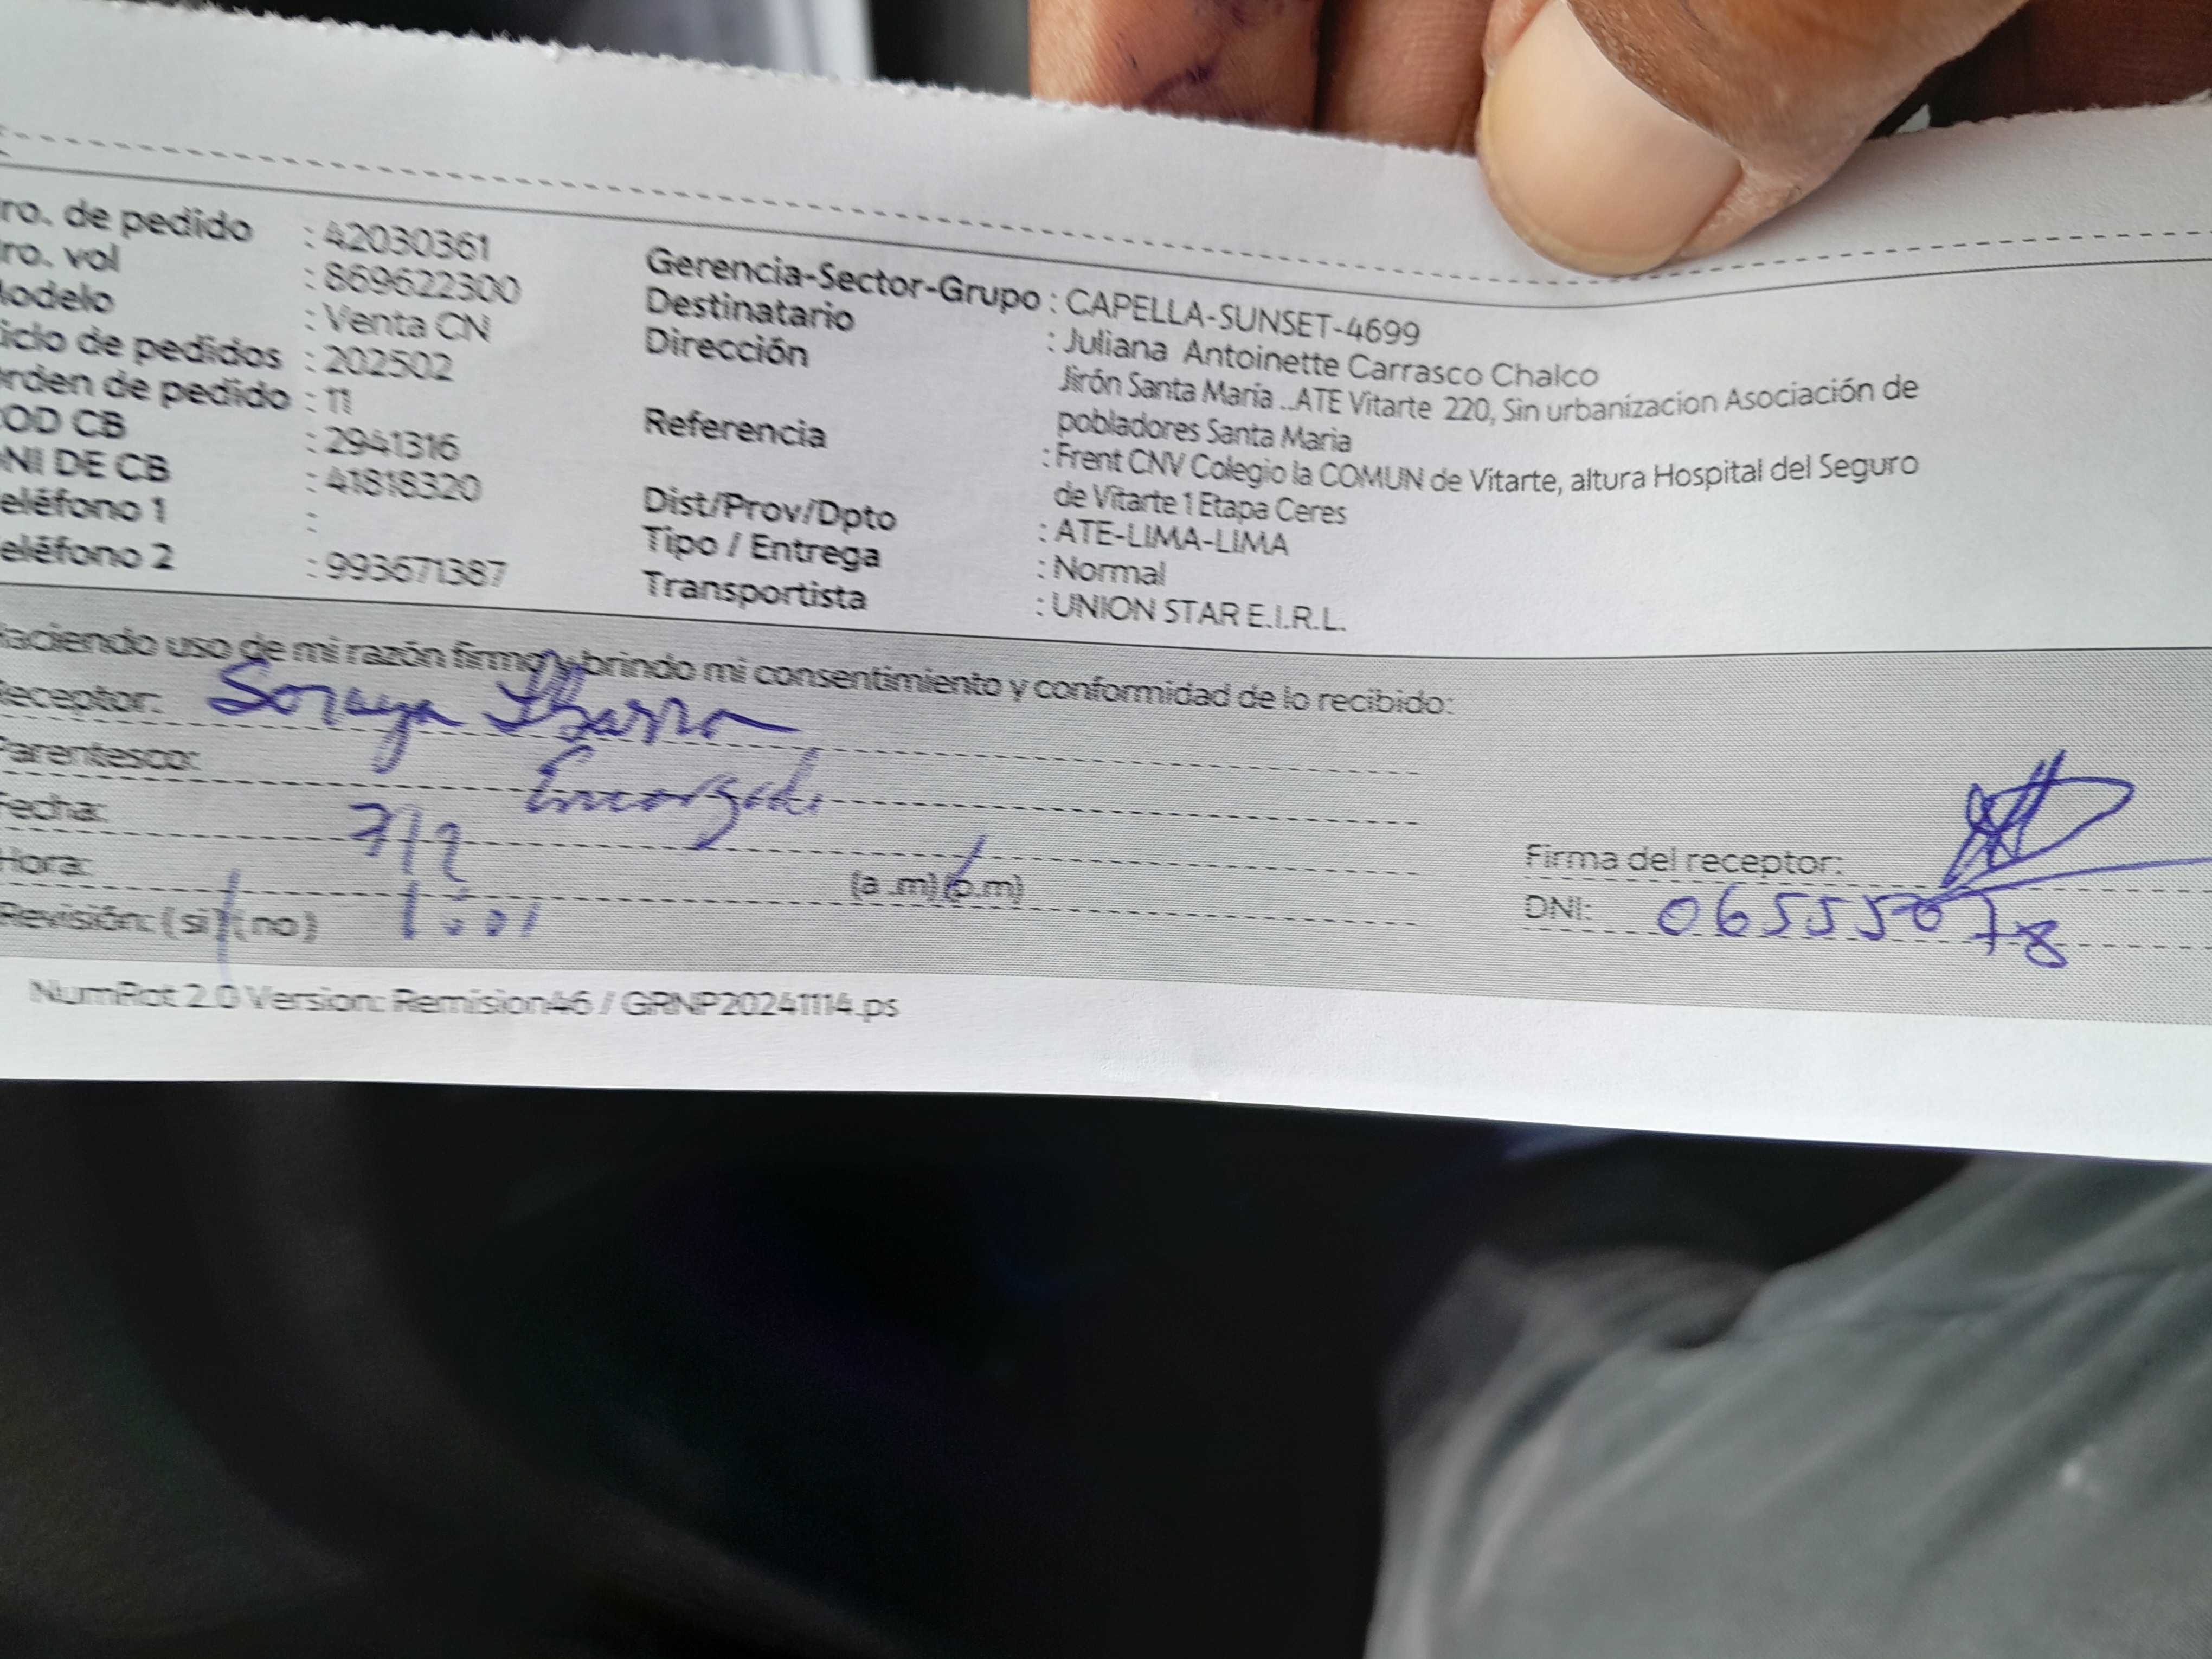 ro. de pedido : 42030361
ro. vol : 869622300
odelo : Venta CN
iclo de pedidos : 202502
rden de pedido : 11
OD CB : 2941316
NI DE CB : 41818320
eléfono 1 :
eléfono 2 : 993671387
Gerencia-Sector-Grupo : CAPELLA-SUNSET-4699
Destinatario : Juliana Antoinette Carrasco Chalco
Dirección Jirón Santa María ..ATE Vitarte 220, Sin urbanizacion Asociación de
pobladores Santa Maria
Referencia : Frent CNV Colegio la COMUN de Vitarte, altura Hospital del Seguro
de Vitarte 1 Etapa Ceres
Dist/Prov/Dpto : ATE-LIMA-LIMA
Tipo / Entrega : Normal
Transportista : UNION STAR E.I.R.L.
Haciendo uso de mi razón firmo y brindo mi consentimiento y conformidad de lo recibido:
Receptor: Soraya Ibarra
Parentesco: Encargada
Fecha: 7/2
Hora: (a .m) (p.m)
Revisión: (si) (no)
Firma del receptor:
DNI:
NumRot 2.0 Version: Remision46 / GRNP20241114.ps